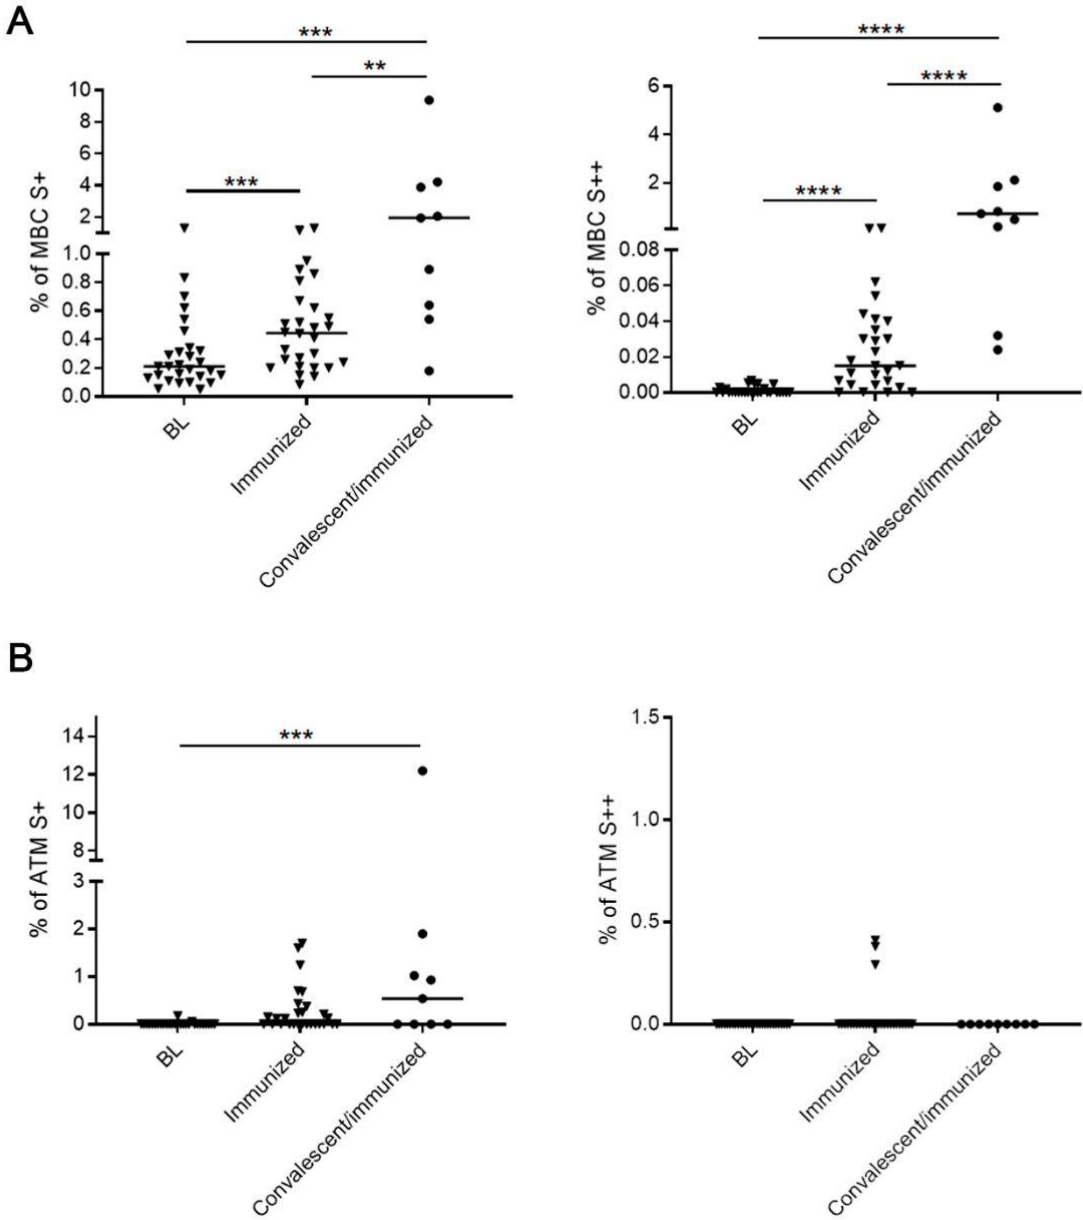 A
***
**
***
% of MBC S+
10
8
6
4
2
1.0
0.8
0.6
0.4
0.2
0.0
BL
Immunized
Convalescent/immunized
****
****
****
% of MBC S++
6
4
2
0.08
0.06
0.04
0.02
0.00
BL
Immunized
Convalescent/immunized
B
***
% of ATM S+
14
12
10
8
3
2
1
0
BL
Immunized
Convalescent/immunized
% of ATM S++
1.5
1.0
0.5
0.0
BL
Immunized
Convalescent/immunized